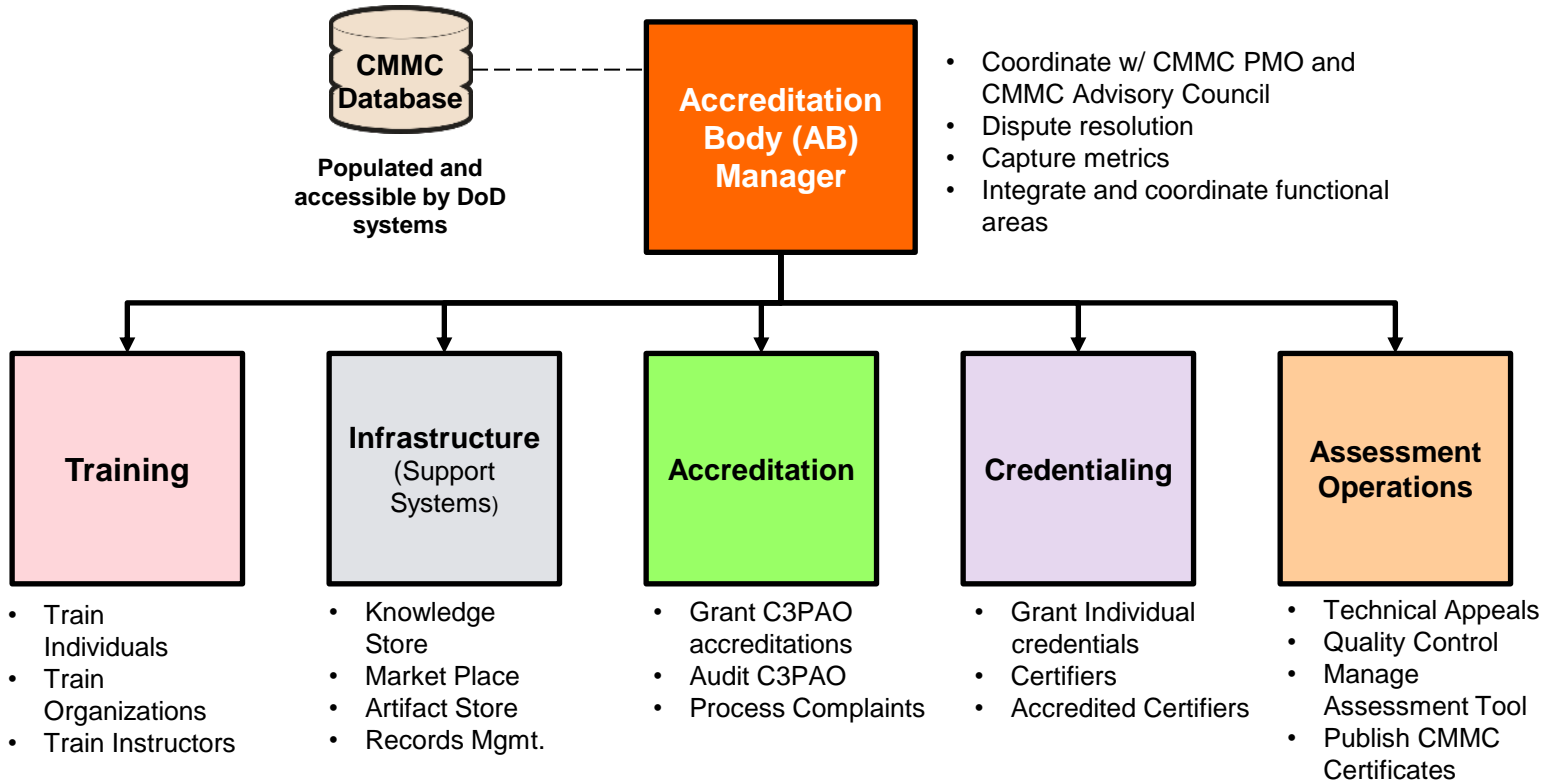 CMMC
Database
Populated and
accessible by DoD
systems
Accreditation
Body (AB)
Manager
• Coordinate w/ CMMC PMO and
CMMC Advisory Council
• Dispute resolution
• Capture metrics
• Integrate and coordinate functional
areas
Training
• Train
Individuals
• Train
Organizations
• Train Instructors
Infrastructure
(Support
Systems)
• Knowledge
Store
• Market Place
• Artifact Store
• Records Mgmt.
Accreditation
• Grant C3PAO
accreditations
• Audit C3PAO
• Process Complaints
Credentialing
• Grant Individual
credentials
• Certifiers
• Accredited Certifiers
Assessment
Operations
• Technical Appeals
• Quality Control
• Manage
Assessment Tool
• Publish CMMC
Certificates